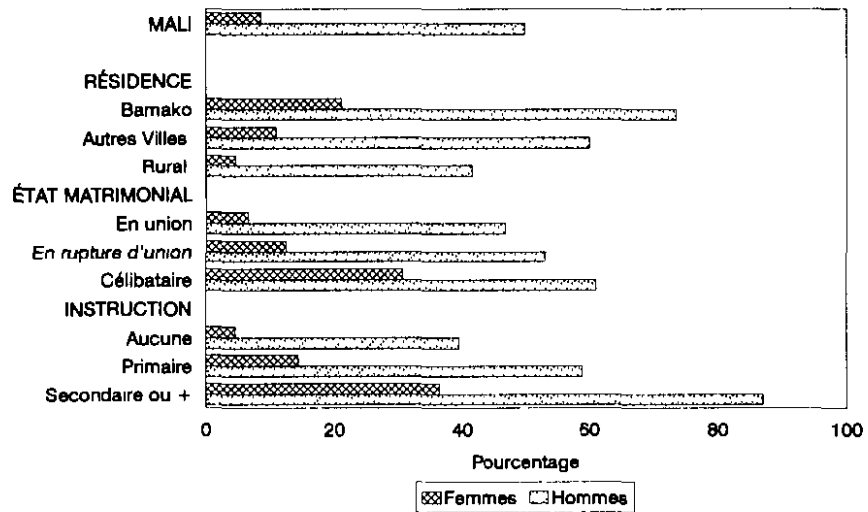 MALI
RÉSIDENCE
Bamako
Autres Villes
Rural
ÉTAT MATRIMONIAL
En union
En rupture d'union
Célibataire
INSTRUCTION
Aucune
Primaire
Secondaire ou +
0 20 40 60 80 100
Pourcentage
Femmes Hommes